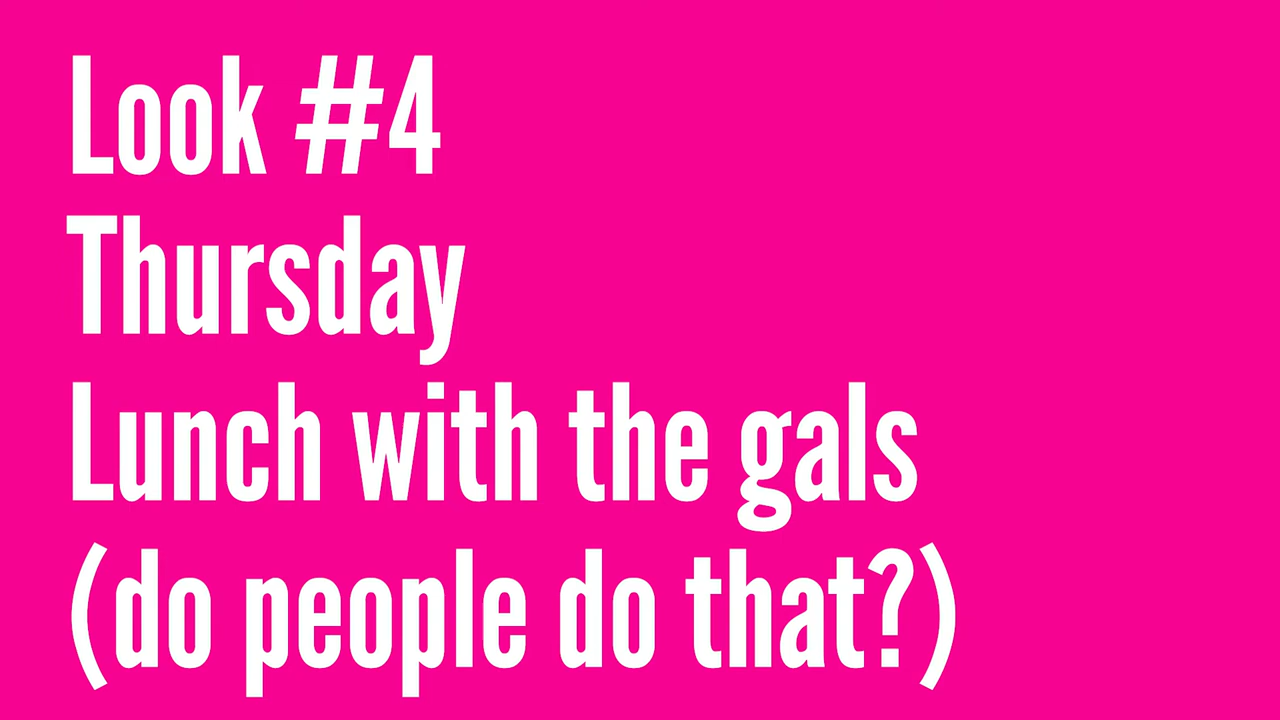 Look #4
Thursday
Lunch with the gals
(do people do that?)